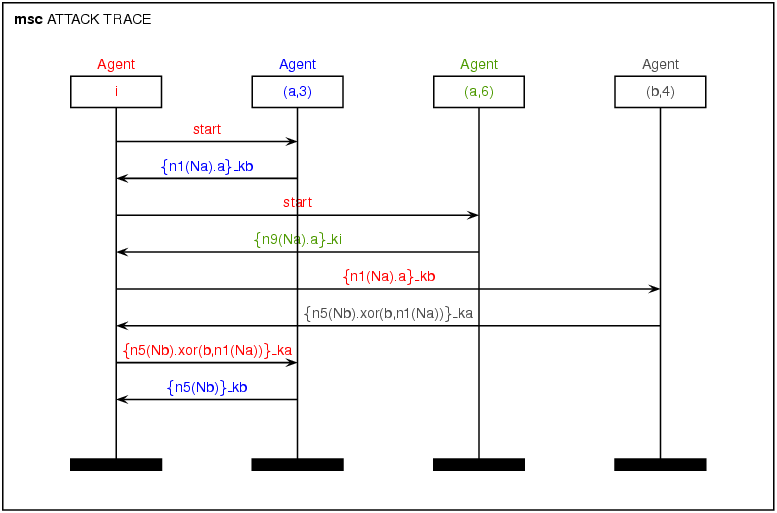 msc ATTACK TRACE
Agent Agent Agent Agent
i (a,3) (a,6) (b,4)
start
{n1(Na).a}_kb
start
{n9(Na).a}_ki
{n1(Na).a}_kb
{n5(Nb).xor(b,n1(Na))}_ka
{n5(Nb).xor(b,n1(Na))}_ka
{n5(Nb)}_kb